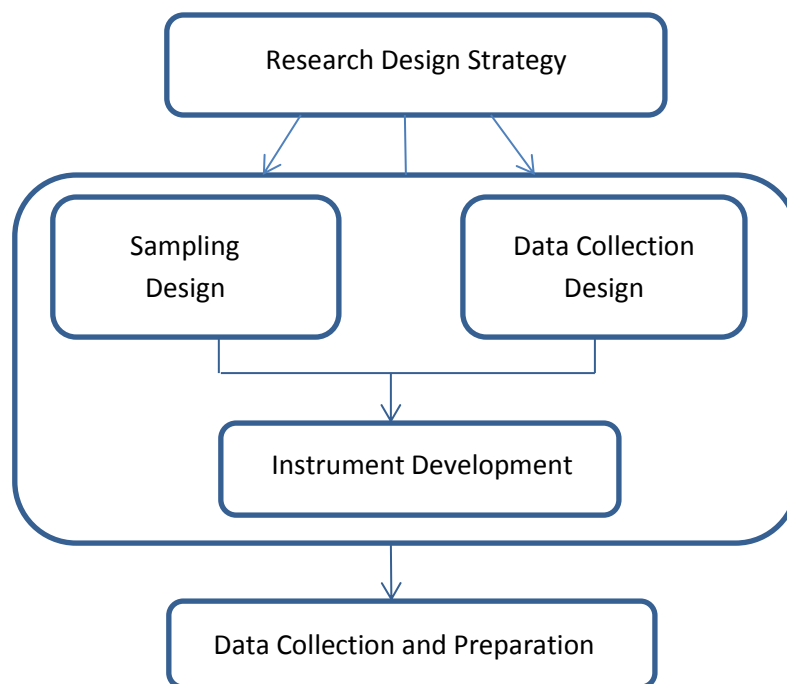 Research Design Strategy
Sampling
Design
Data Collection
Design
Instrument Development
Data Collection and Preparation